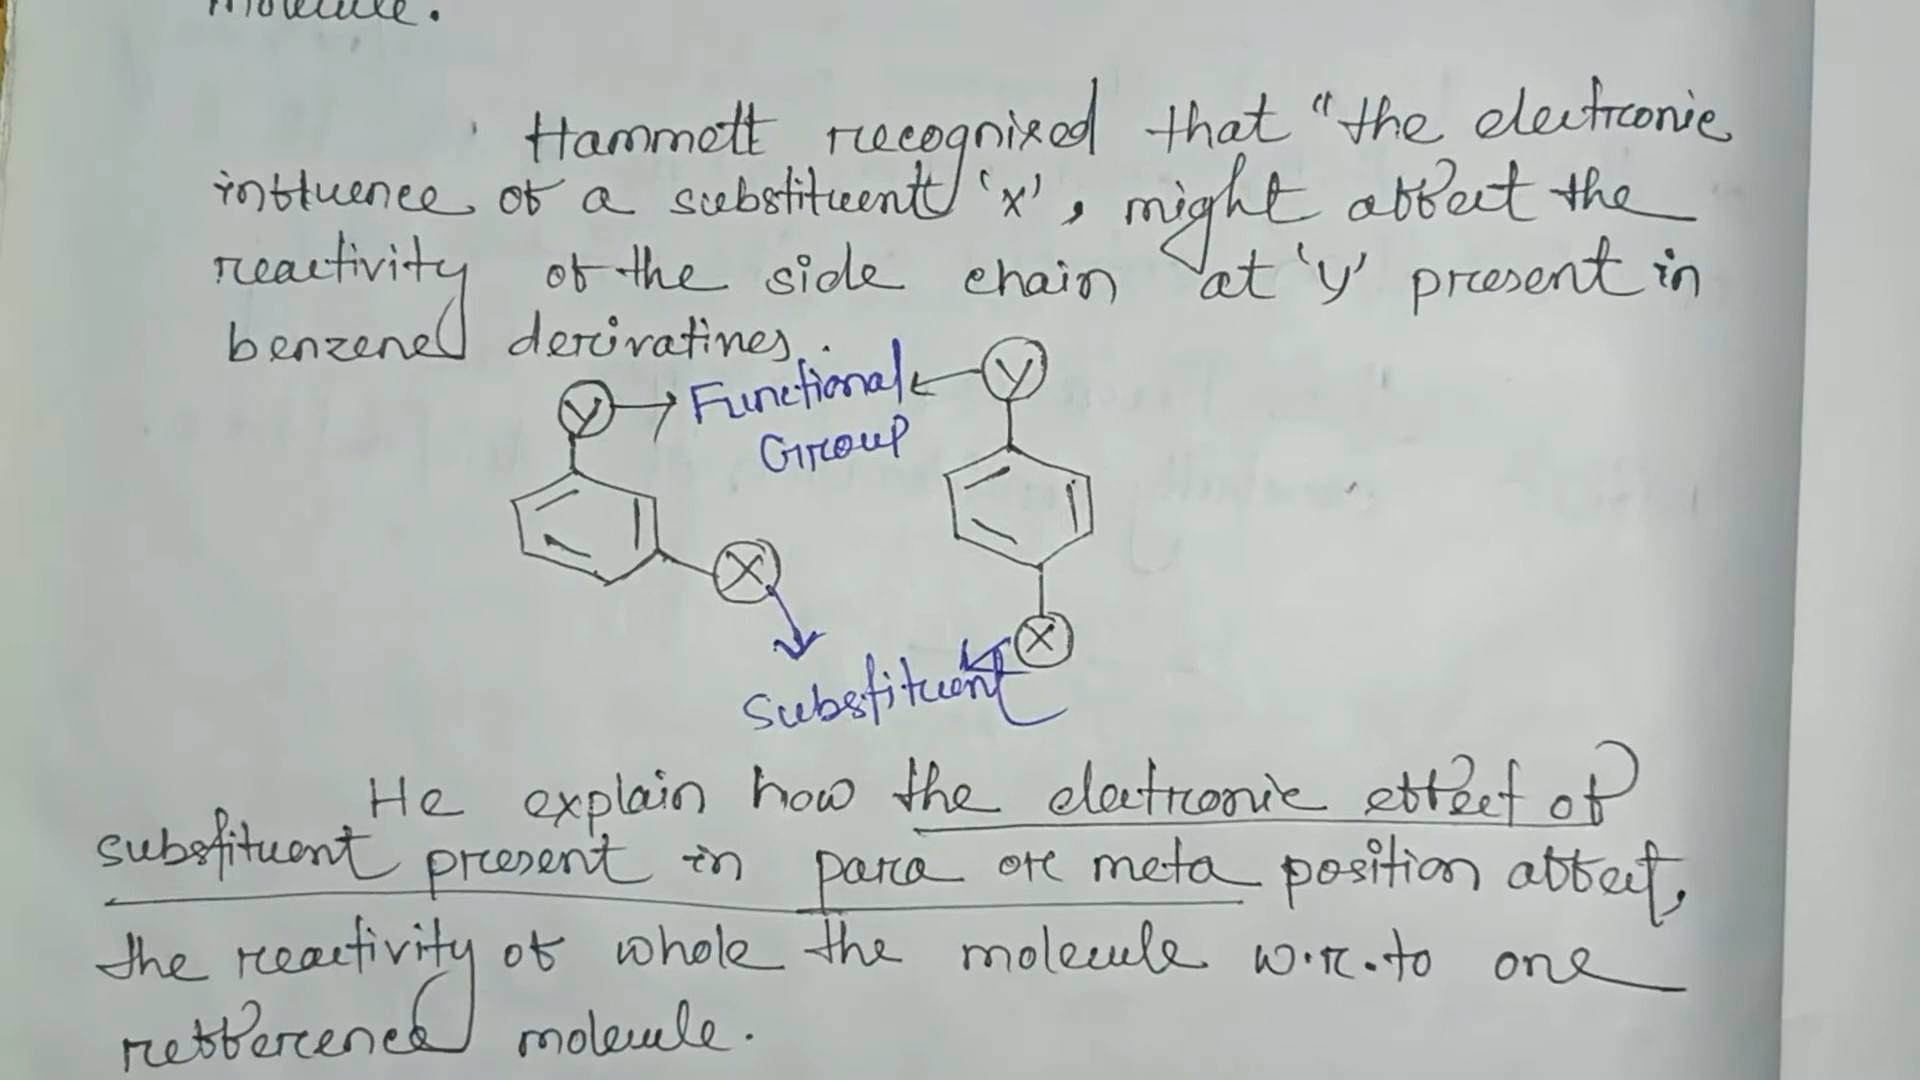 molecule.
Hammett recognized that "the electronic
influence of a substituent 'x', might affect the
reactivity of the side chain at 'y' present in
benzene derivatives.
Y → Functional ← Y
Group
X
X
Substituent
He explain how the electronic effect of
substituent present in para or meta position affect,
the reactivity of whole the molecule w.r.to one
refference molecule.